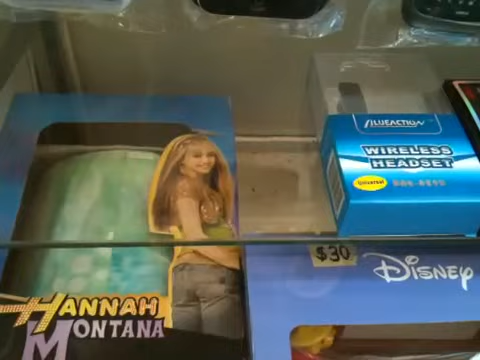 BLUEACTION
WIRELESS
HEADSET
Universal
$30
DISNEY
HANNAH
MONTANA